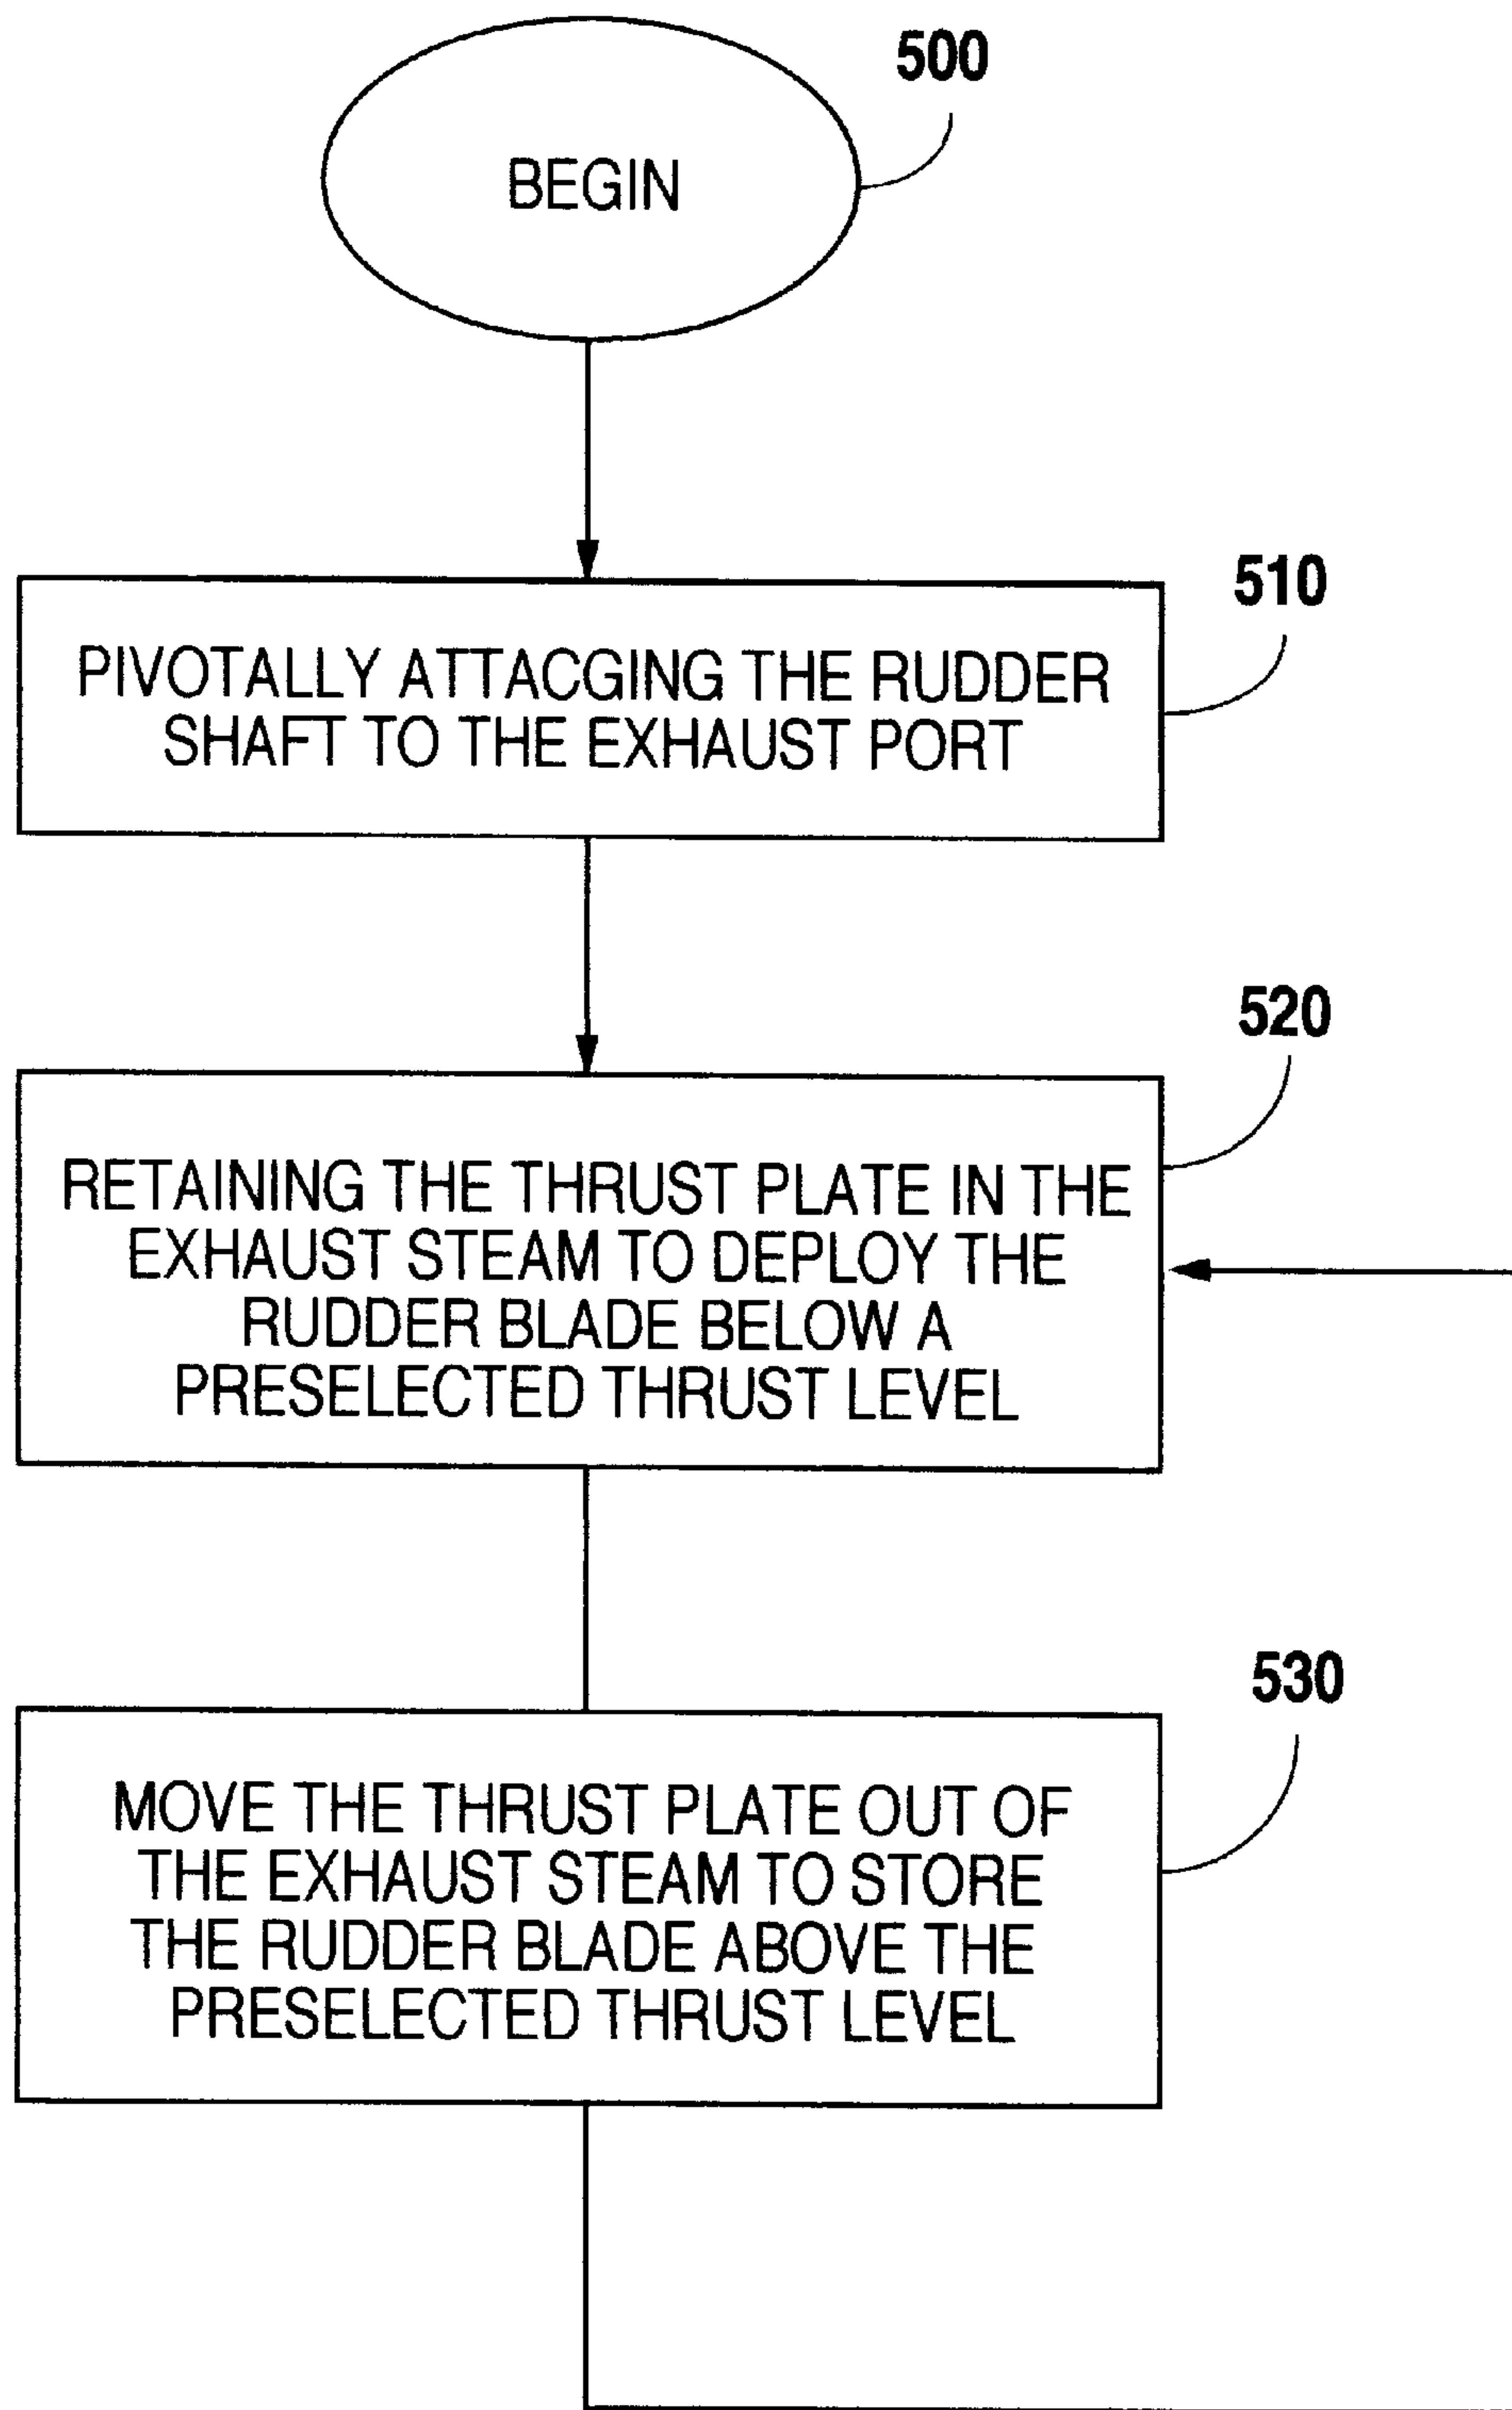 BEGIN
500
PIVOTALLY ATTACGING THE RUDDER
SHAFT TO THE EXHAUST PORT
510
RETAINING THE THRUST PLATE IN THE
EXHAUST STEAM TO DEPLOY THE
RUDDER BLADE BELOW A
PRESELECTED THRUST LEVEL
520
MOVE THE THRUST PLATE OUT OF
THE EXHAUST STEAM TO STORE
THE RUDDER BLADE ABOVE THE
PRESELECTED THRUST LEVEL
530